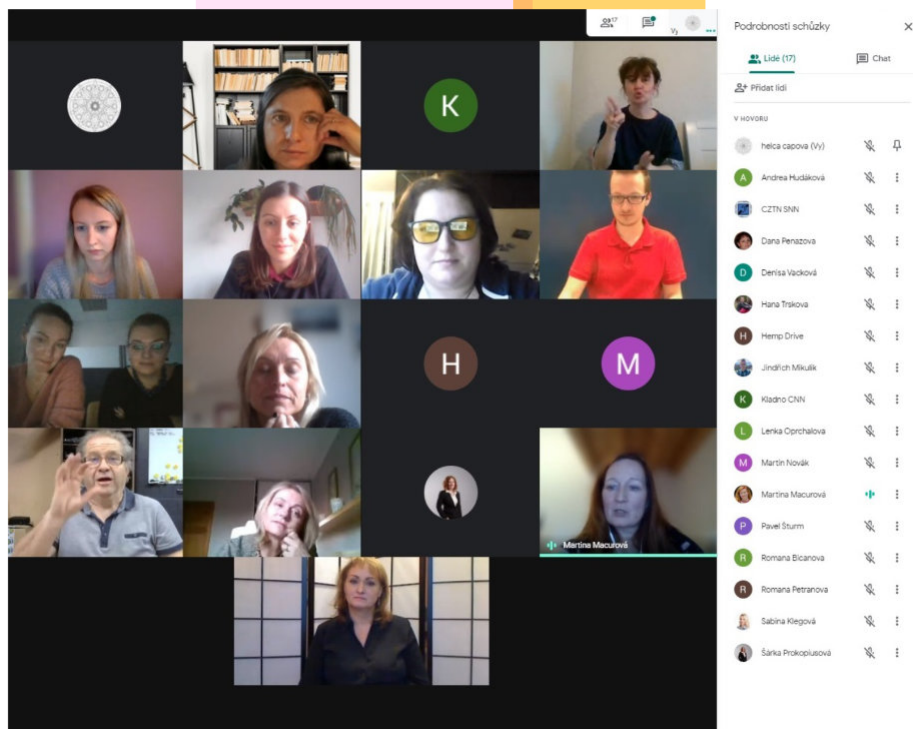 17
Vy
K
H
M
Martina Macurová
Podrobnosti schůzky
Lidé (17)
Chat
Přidat lidi
V HOVORU
helca capova (Vy)
A Andrea Hudáková
CZTN SNN
Dana Penazova
D Denisa Vacková
Hana Trskova
H Hemp Drive
Jindřich Mikulík
K Kladno CNN
L Lenka Oprchalova
M Martin Novák
Martina Macurová
P Pavel Šturm
R Romana Bicanova
R Romana Petranova
Sabina Klegová
Šárka Prokopiusová